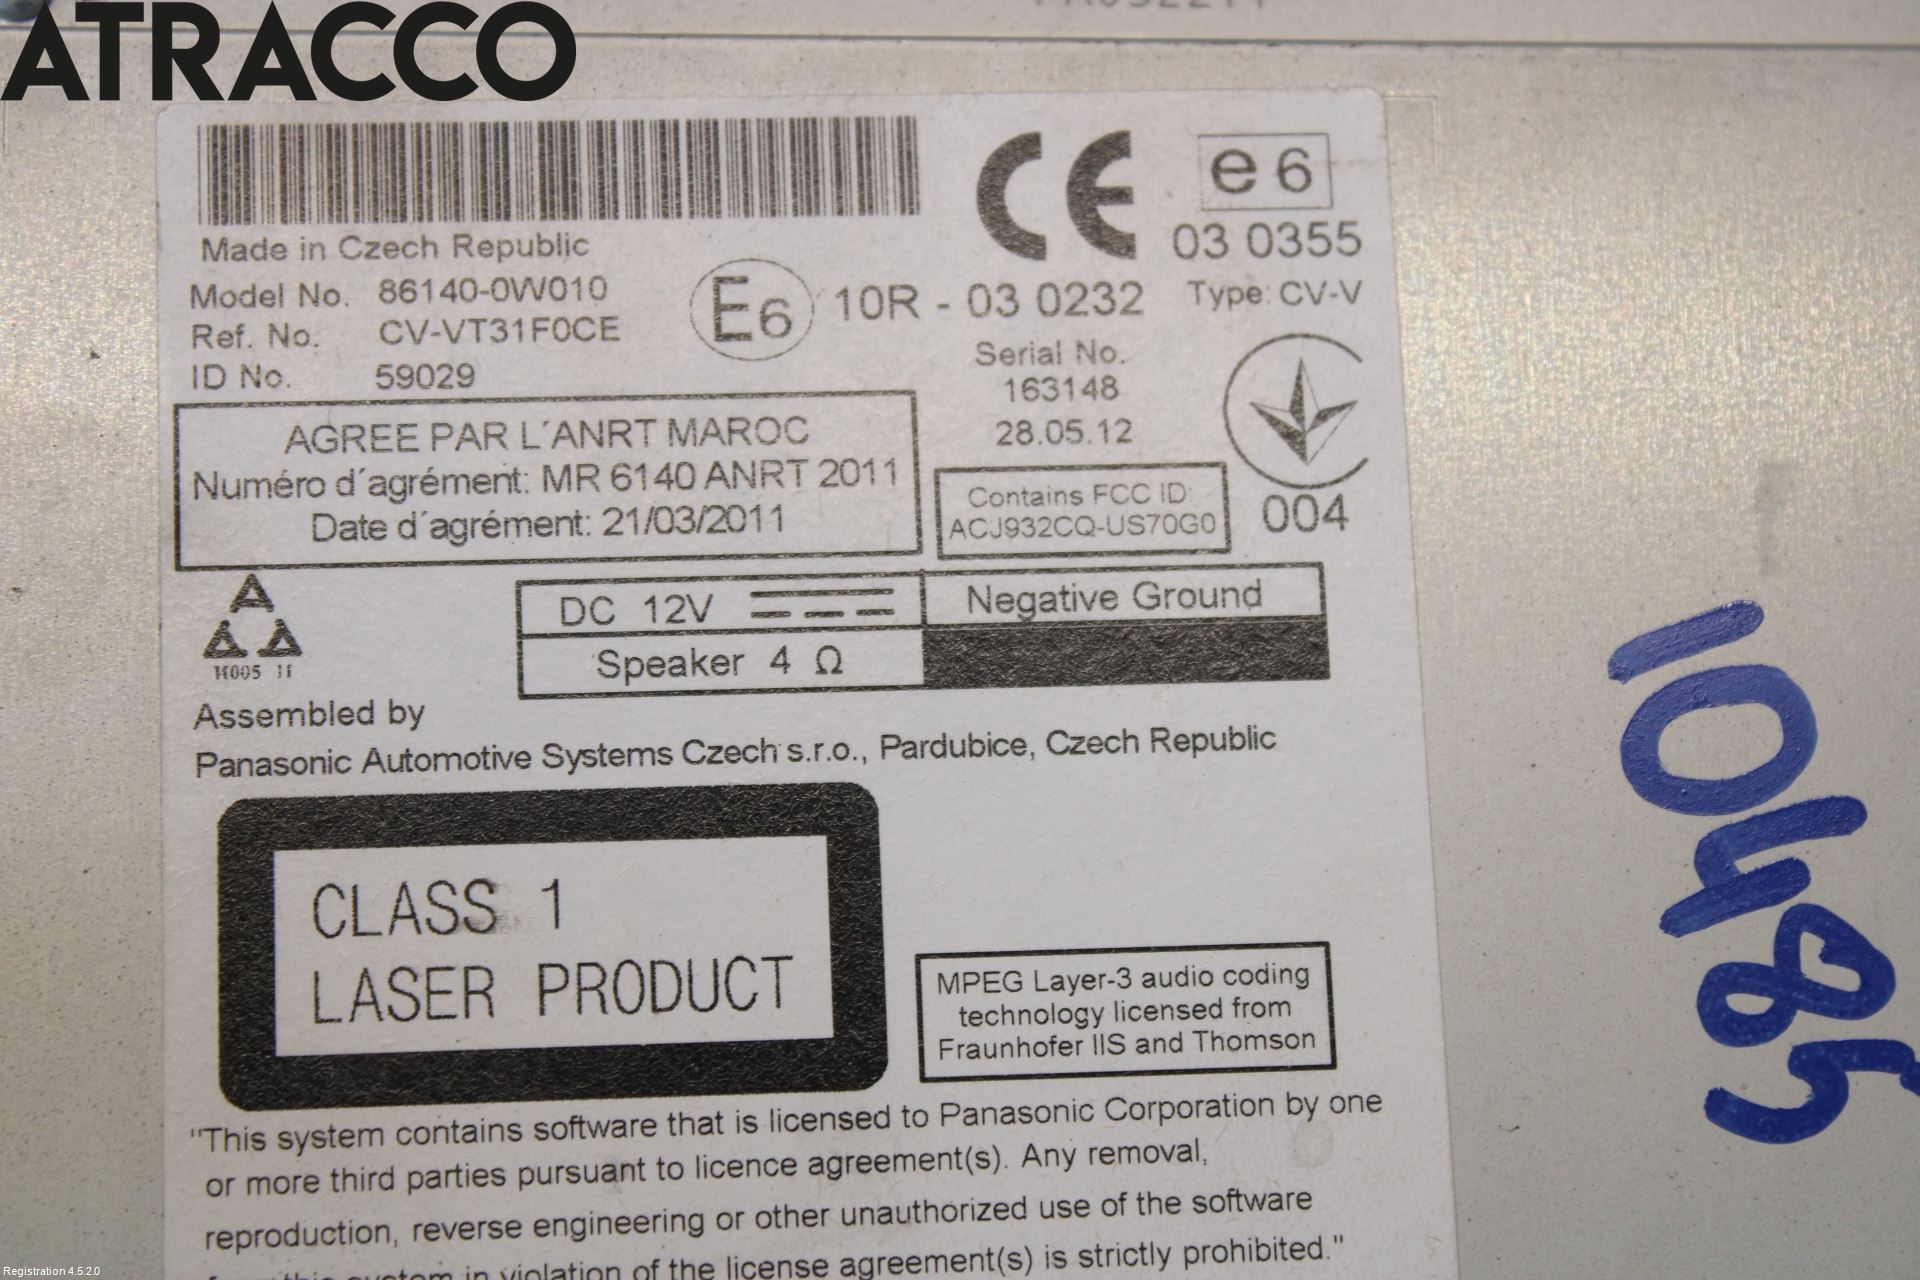 ATRACCO
Made in Czech Republic
Model No. 86140-0W010
Ref. No. CV-VT31F0CE
ID No. 59029
E6 10R - 03 0232
e6
03 0355
Type: CV-V
Serial No.
163148
28.05.12
AGREE PAR L´ANRT MAROC
Numéro d´agrément: MR 6140 ANRT 2011
Date d´agrément: 21/03/2011
Contains FCC ID:
ACJ932CQ-US70G0
004
DC 12V
Negative Ground
Speaker 4 Ω
Assembled by
Panasonic Automotive Systems Czech s.r.o., Pardubice, Czech Republic
CLASS 1
LASER PRODUCT
MPEG Layer-3 audio coding
technology licensed from
Fraunhofer IIS and Thomson
"This system contains software that is licensed to Panasonic Corporation by one
or more third parties pursuant to licence agreement(s). Any removal,
reproduction, reverse engineering or other unauthorized use of the software
from this system in violation of the license agreement(s) is strictly prohibited."
10485
Registration 4.5.2.0